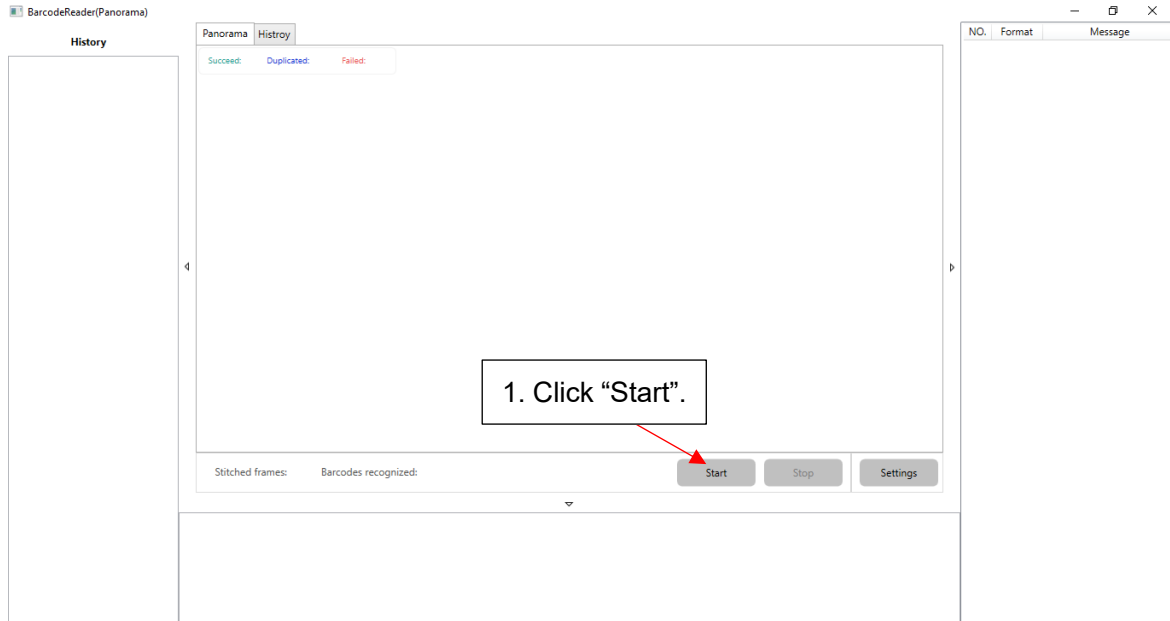 BarcodeReader(Panorama)
History
Panorama Histroy
NO. Format Message
Succeed: Duplicated: Failed:
1. Click “Start”.
Stitched frames: Barcodes recognized: Start Stop Settings